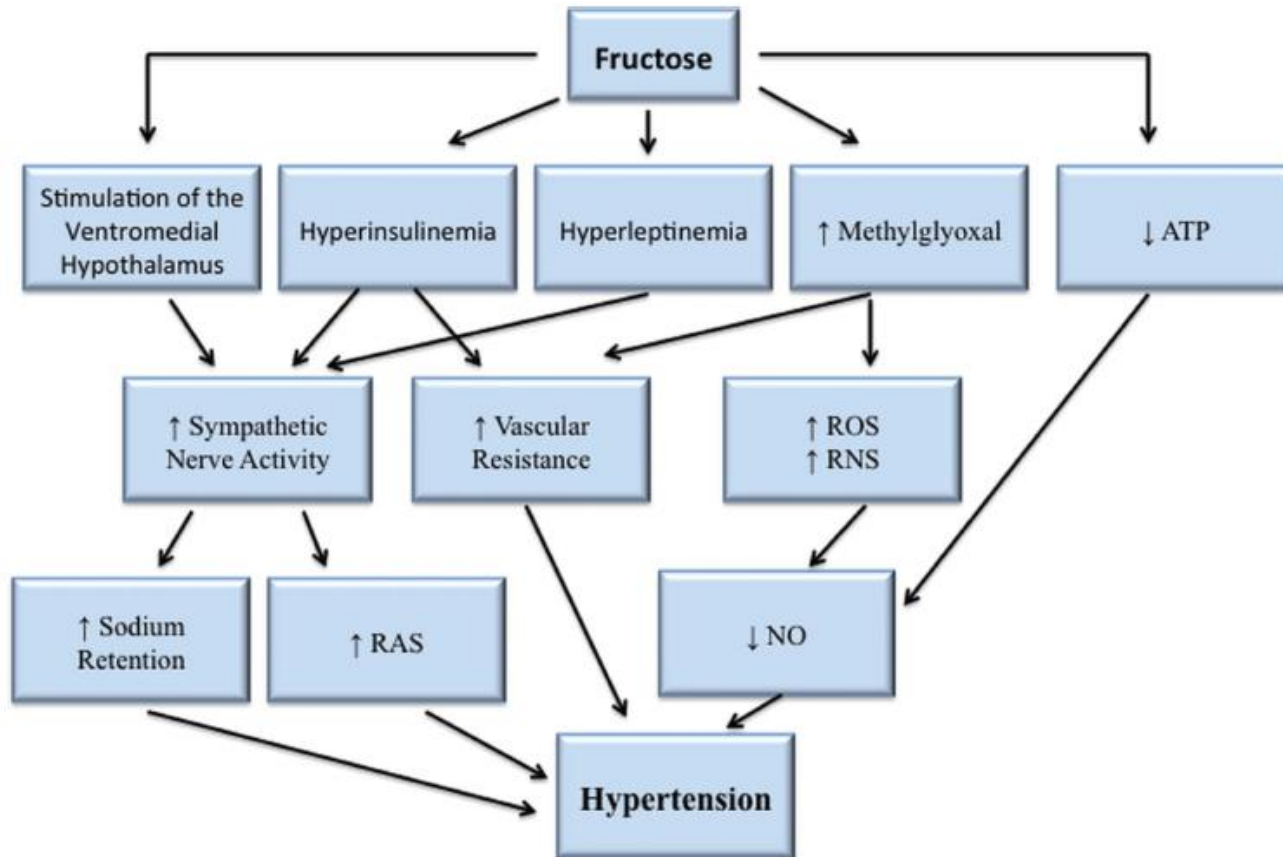 Fructose
Stimulation of the
Ventromedial
Hypothalamus
Hyperinsulinemia
Hyperleptinemia
↑ Methylglyoxal
↓ ATP
↑ Sympathetic
Nerve Activity
↑ Vascular
Resistance
↑ ROS
↑ RNS
↑ Sodium
Retention
↑ RAS
↓ NO
Hypertension